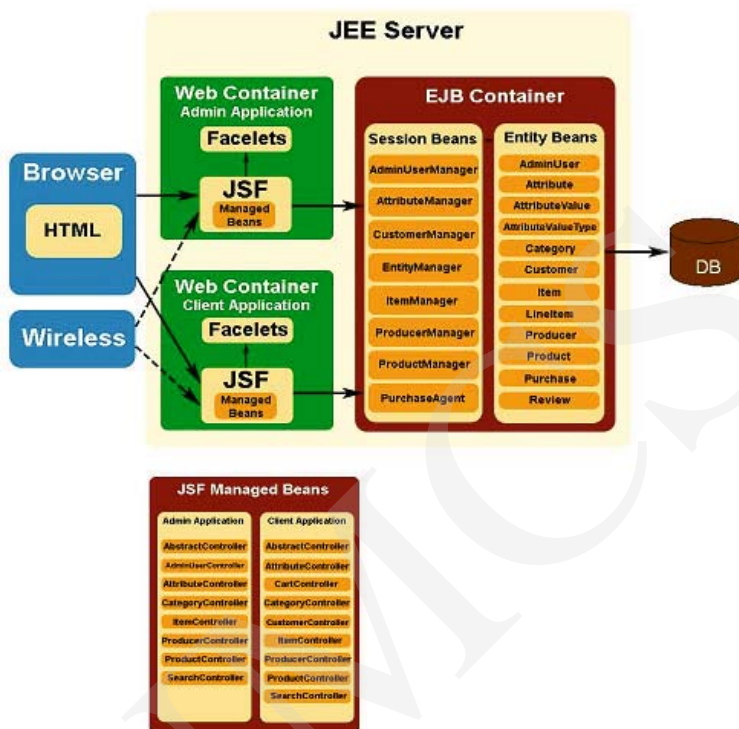 JEE Server
Web Container
Admin Application
Facelets
JSF
Managed
Beans
Browser
HTML
Wireless
Web Container
Client Application
Facelets
JSF
Managed
Beans
EJB Container
Session Beans
AdminUserManager
AttributeManager
CustomerManager
EntityManager
ItemManager
ProducerManager
ProductManager
PurchaseAgent
Entity Beans
AdminUser
Attribute
AttributeValue
AttributeValueType
Category
Customer
Item
LineItem
Producer
Product
Purchase
Review
DB
JSF Managed Beans
Admin Application
AbstractController
AdminUserController
AttributeController
CategoryController
ItemController
ProducerController
ProductController
SearchController
Client Application
AbstractController
AttributeController
CartController
CategoryController
CustomerController
ItemController
ProducerController
ProductController
SearchController
UMCS